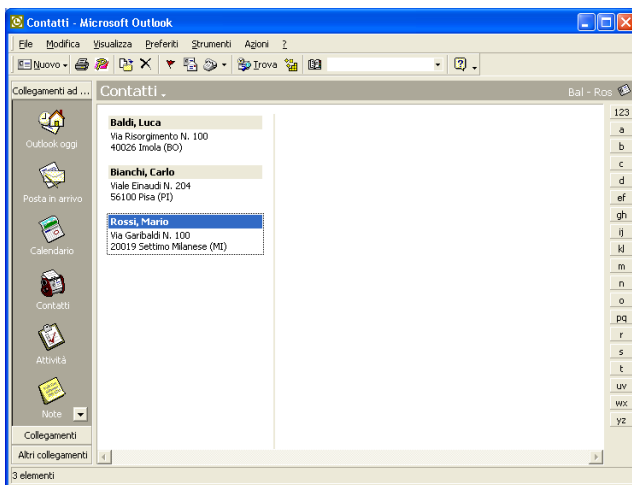 Contatti - Microsoft Outlook
File Modifica Visualizza Preferiti Strumenti Azioni ?
Nuovo Trova
Collegamenti ad ... Contatti . Bal - Ros
Outlook oggi
Posta in arrivo
Calendario
Contatti
Attività
Note
Collegamenti
Altri collegamenti
Baldi, Luca
Via Risorgimento N. 100
40026 Imola (BO)
Bianchi, Carlo
Viale Einaudi N. 204
56100 Pisa (PI)
Rossi, Mario
Via Garibaldi N. 100
20019 Settimo Milanese (MI)
123
a
b
c
d
ef
gh
ij
kl
m
n
o
pq
r
s
t
uv
wx
yz
3 elementi